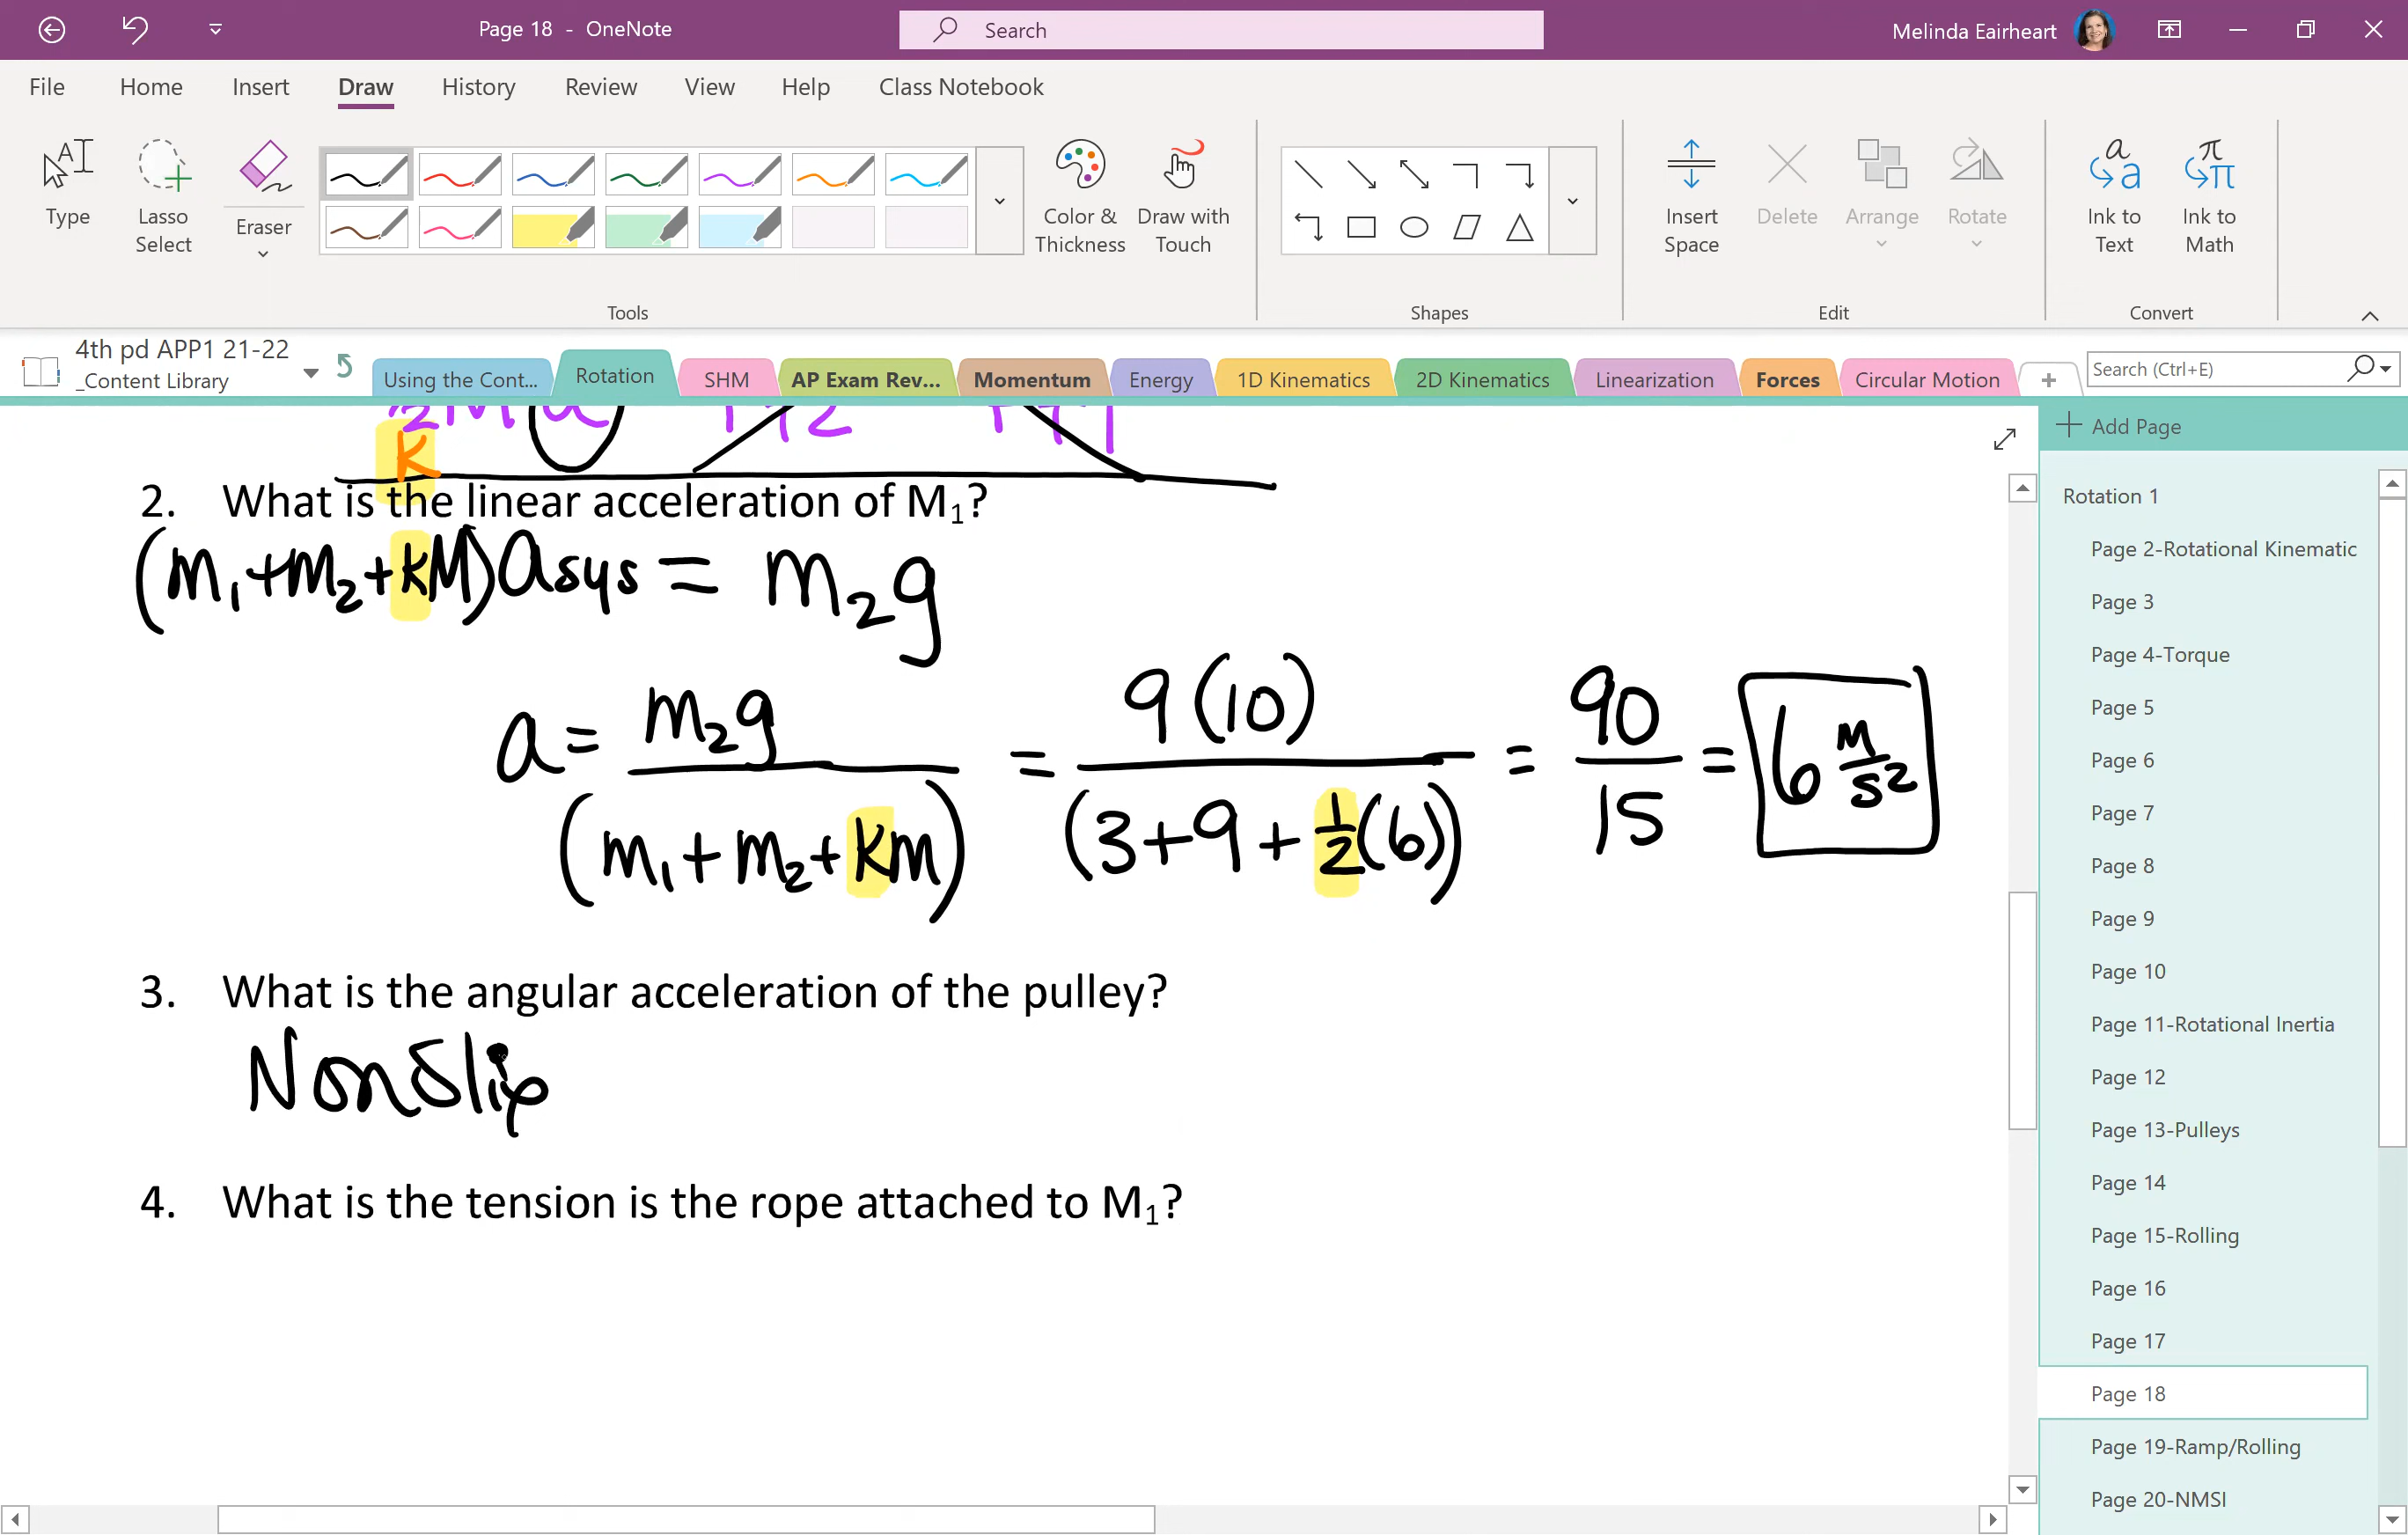 Page 18 - OneNote
Search
Melinda Eairheart
File Home Insert Draw History Review View Help Class Notebook
Type
Lasso Select
Eraser
Color & Thickness
Draw with Touch
Insert Space
Delete
Arrange
Rotate
Ink to Text
Ink to Math
Tools
Shapes
Edit
Convert
4th pd APP1 21-22
_Content Library
Using the Cont... Rotation SHM AP Exam Rev... Momentum Energy 1D Kinematics 2D Kinematics Linearization Forces Circular Motion +
Search (Ctrl+E)
K
2. What is the linear acceleration of M₁?
(m₁+m₂+kM)asys = m₂g
a = m₂g / (m₁+m₂+km) = 9(10) / (3+9+½(6)) = 90/15 = 6 m/s²
3. What is the angular acceleration of the pulley?
NonSlip
4. What is the tension is the rope attached to M₁?
Add Page
Rotation 1
Page 2-Rotational Kinematic
Page 3
Page 4-Torque
Page 5
Page 6
Page 7
Page 8
Page 9
Page 10
Page 11-Rotational Inertia
Page 12
Page 13-Pulleys
Page 14
Page 15-Rolling
Page 16
Page 17
Page 18
Page 19-Ramp/Rolling
Page 20-NMSI